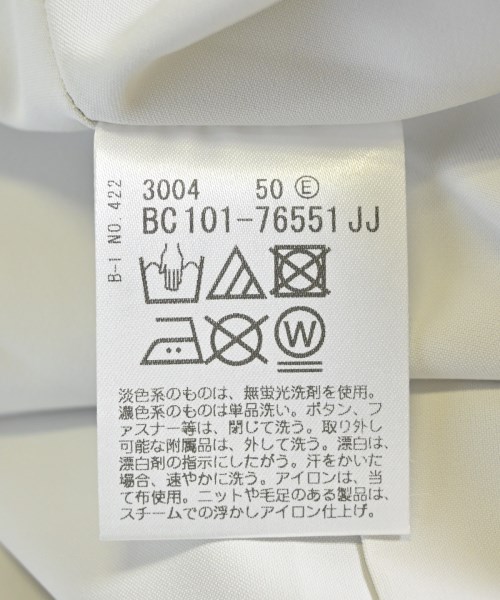 B-1 NO. 422
3004 50 Ⓔ
BC101-76551JJ
W
淡色系のものは、無蛍光洗剤を使用。
濃色系のものは単品洗い。ボタン、フ
ァスナー等は、閉じて洗う。取り外し
可能な附属品は、外して洗う。漂白は、
漂白剤の指示にしたがう。汗をかいた
場合、速やかに洗う。アイロンは、当
て布使用。ニットや毛足のある製品は、
スチームでの浮かしアイロン仕上げ。